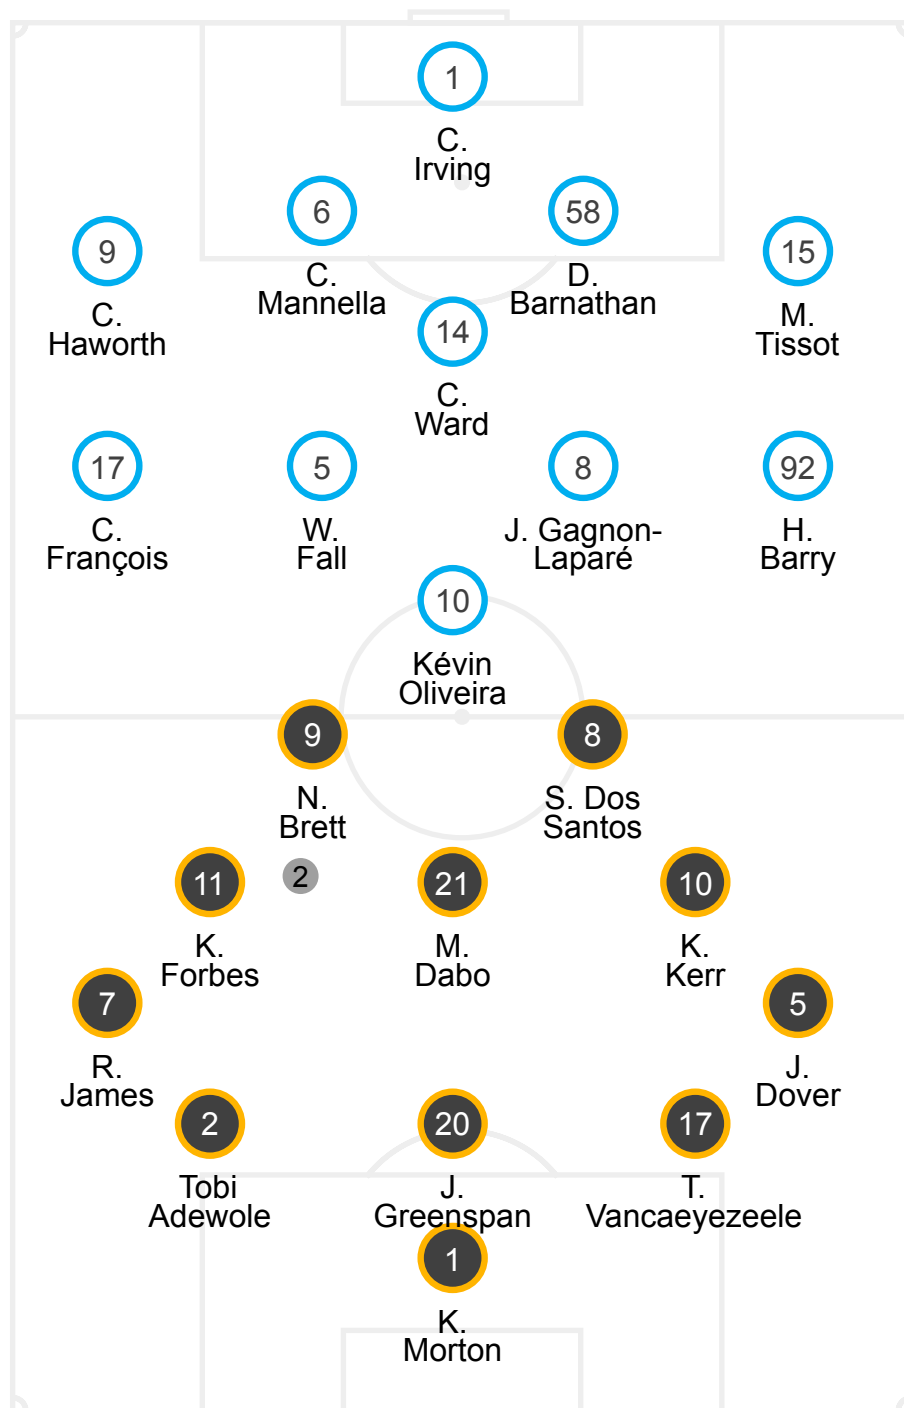 1
C.
Irving
6
C.
Mannella
58
D.
Barnathan
9
C.
Haworth
15
M.
Tissot
14
C.
Ward
17
C.
François
5
W.
Fall
8
J. Gagnon-
Laparé
92
H.
Barry
10
Kévin
Oliveira
9
N.
Brett
8
S. Dos
Santos
11
K.
Forbes
2
21
M.
Dabo
10
K.
Kerr
7
R.
James
5
J.
Dover
2
Tobi
Adewole
20
J.
Greenspan
17
T.
Vancaeyezeele
1
K.
Morton